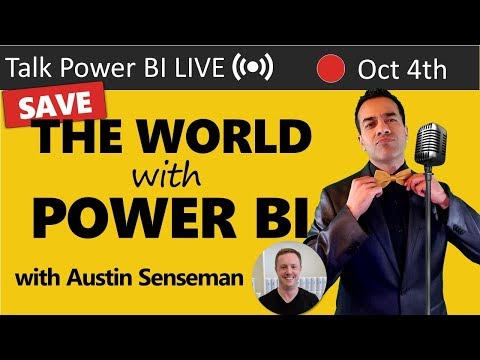 Talk Power BI LIVE
Oct 4th
SAVE
THE WORLD
with
POWER BI
with Austin Senseman